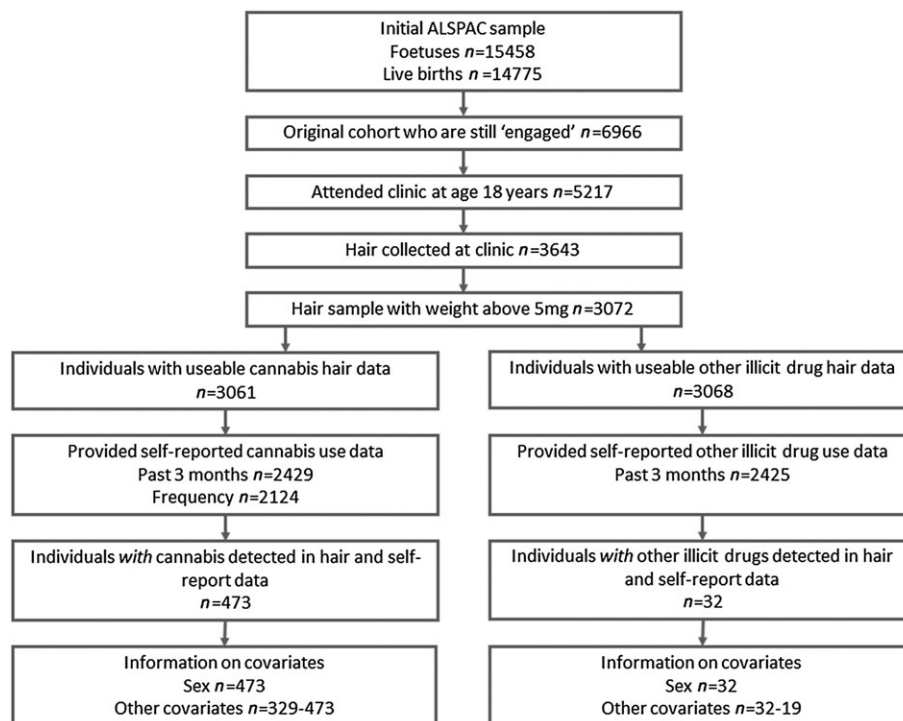 Initial ALSPAC sample
Foetuses n=15458
Live births n =14775
Original cohort who are still ‘engaged’ n=6966
Attended clinic at age 18 years n=5217
Hair collected at clinic n=3643
Hair sample with weight above 5mg n=3072
Individuals with useable cannabis hair data
n=3061
Provided self-reported cannabis use data
Past 3 months n=2429
Frequency n=2124
Individuals with cannabis detected in hair and self-
report data
n=473
Information on covariates
Sex n=473
Other covariates n=329-473
Individuals with useable other illicit drug hair data
n=3068
Provided self-reported other illicit drug use data
Past 3 months n=2425
Individuals with other illicit drugs detected in hair
and self-report data
n=32
Information on covariates
Sex n=32
Other covariates n=32-19